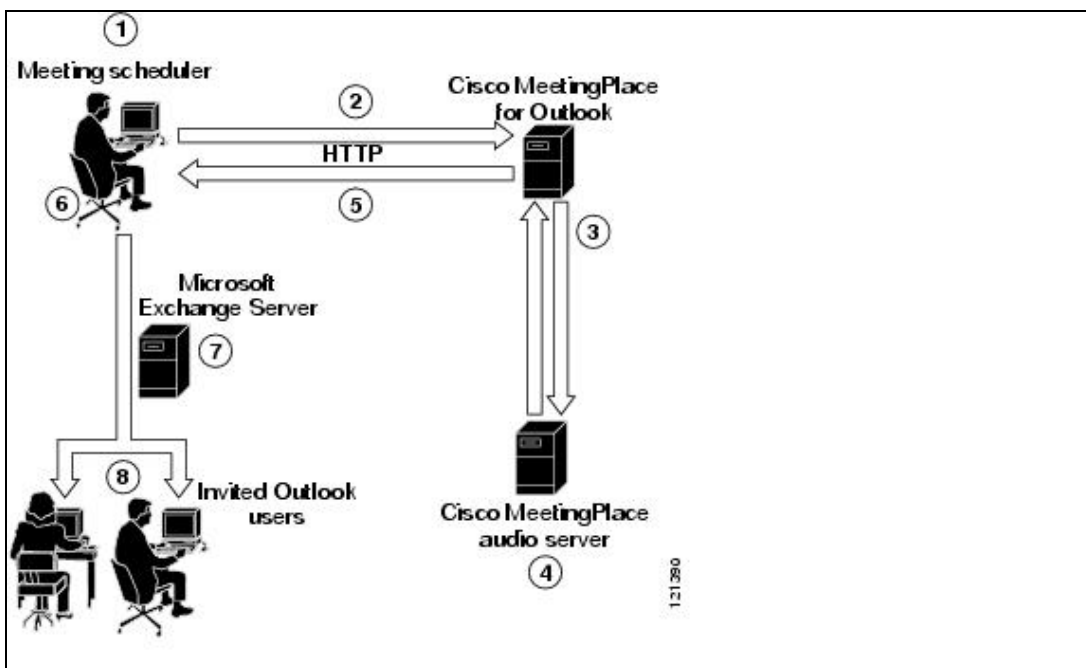 1
Meeting scheduler
2
Cisco MeetingPlace
for Outlook
HTTP
6
5
3
Microsoft
Exchange Server
7
8
Invited Outlook
users
Cisco MeetingPlace
audio server
4
121390